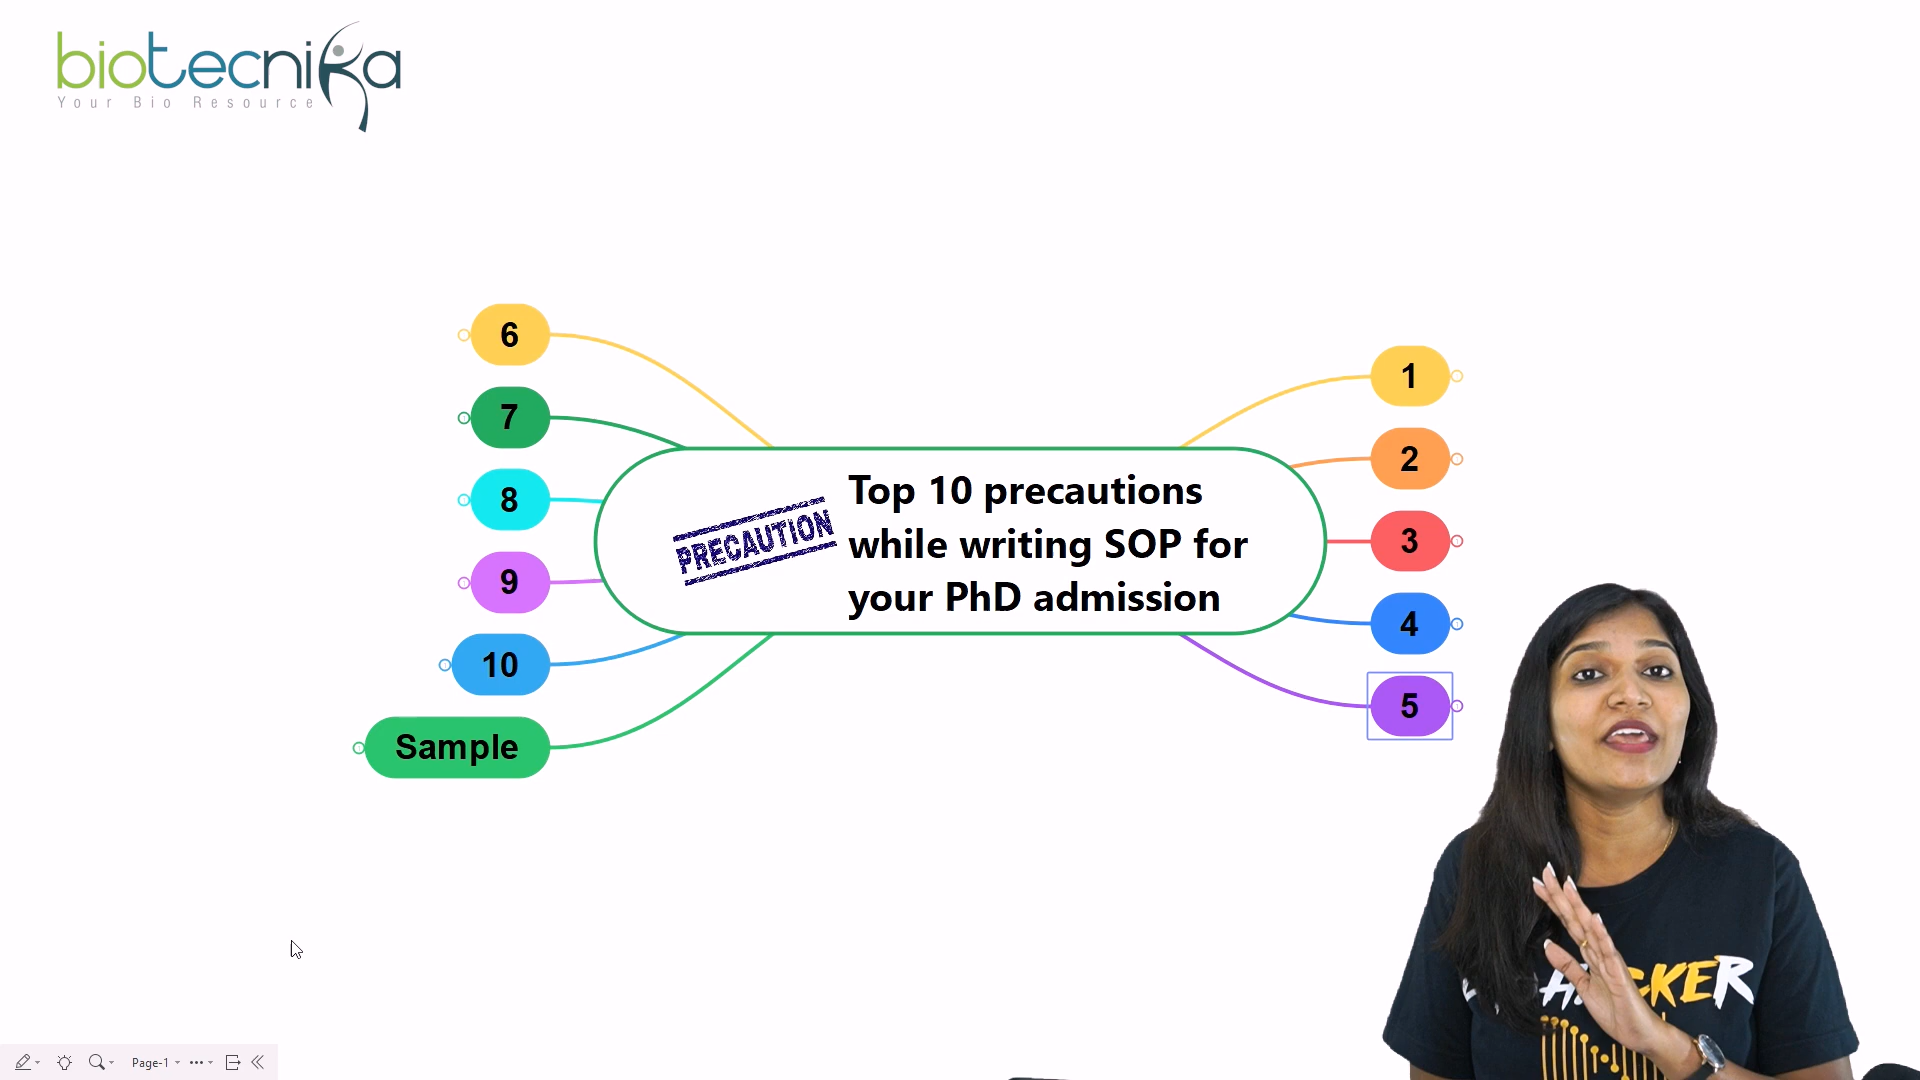 biotecnika
Your Bio Resource
6
7
8
9
10
Sample
PRECAUTION
Top 10 precautions
while writing SOP for
your PhD admission
1
2
3
4
5
Page-1